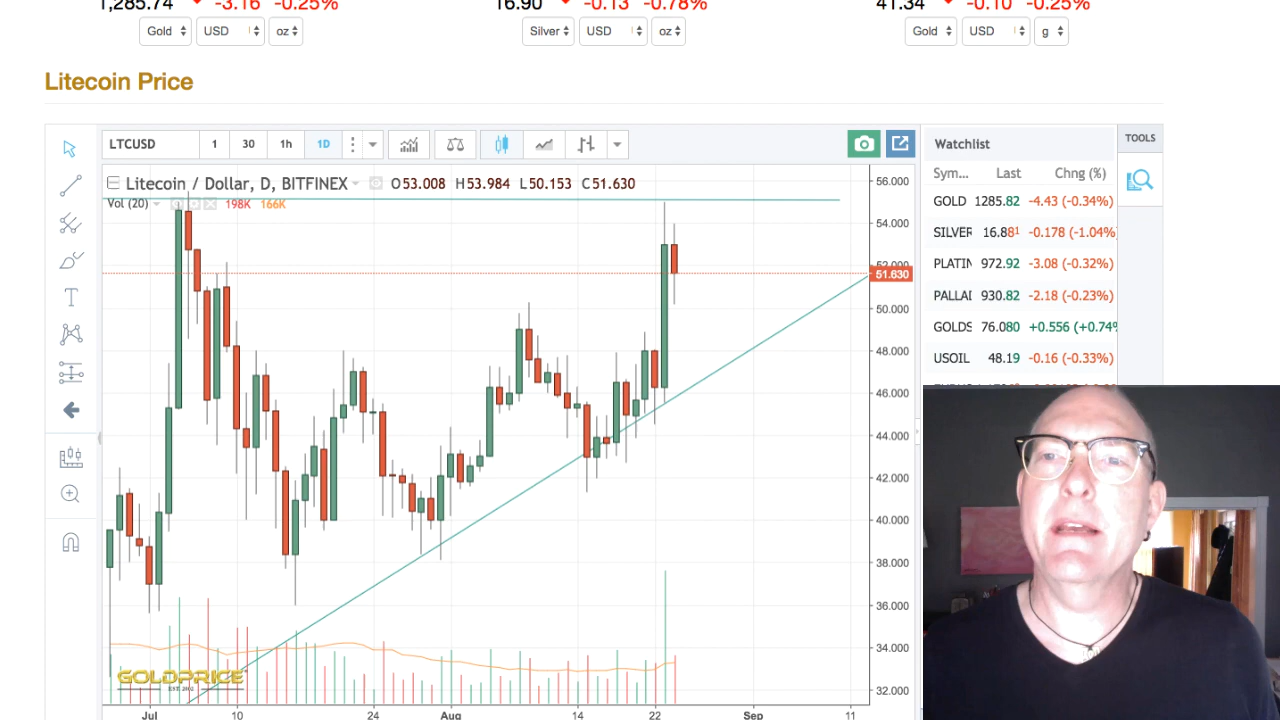 1,285.74 -3.16 -0.25% 16.90 -0.13 -0.78% 41.34 -0.10 -0.25%
Gold USD oz Silver USD oz Gold USD g
Litecoin Price
LTCUSD 1 30 1h 1D
Watchlist
TOOLS
Litecoin / Dollar, D, BITFINEX O53.008 H53.984 L50.153 C51.630
Vol (20) 198K 166K
Sym... Last Chng (%)
GOLD 1285.82 -4.43 (-0.34%)
SILVER 16.881 -0.178 (-1.04%)
PLATIN 972.92 -3.08 (-0.32%)
PALLAI 930.82 -2.18 (-0.23%)
GOLDS 76.080 +0.556 (+0.74%
USOIL 48.19 -0.16 (-0.33%)
56.000
54.000
52.000
51.630
50.000
48.000
46.000
44.000
42.000
40.000
38.000
36.000
34.000
32.000
GOLDPRICE
EST 2002
Jul 10 24 Aug 14 22 Sep 11